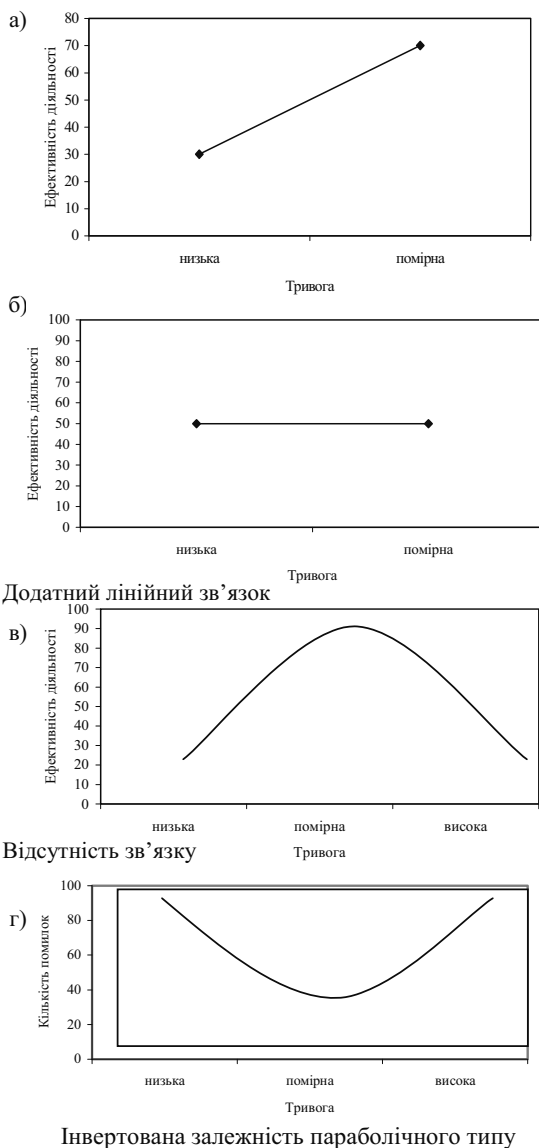 а)
80
70
60
50
40
30
20
10
0
Ефективність діяльності
низька помірна
Тривога
б)
100
90
80
70
60
50
40
30
20
10
0
Ефективність діяльності
низька помірна
Тривога
Додатний лінійний зв’язок
в)
100
90
80
70
60
50
40
30
20
10
0
Ефективність діяльності
низька помірна висока
Відсутність зв’язку
Тривога
г)
100
80
60
40
20
0
Кількість помилок
низька помірна висока
Тривога
Інвертована залежність параболічного типу